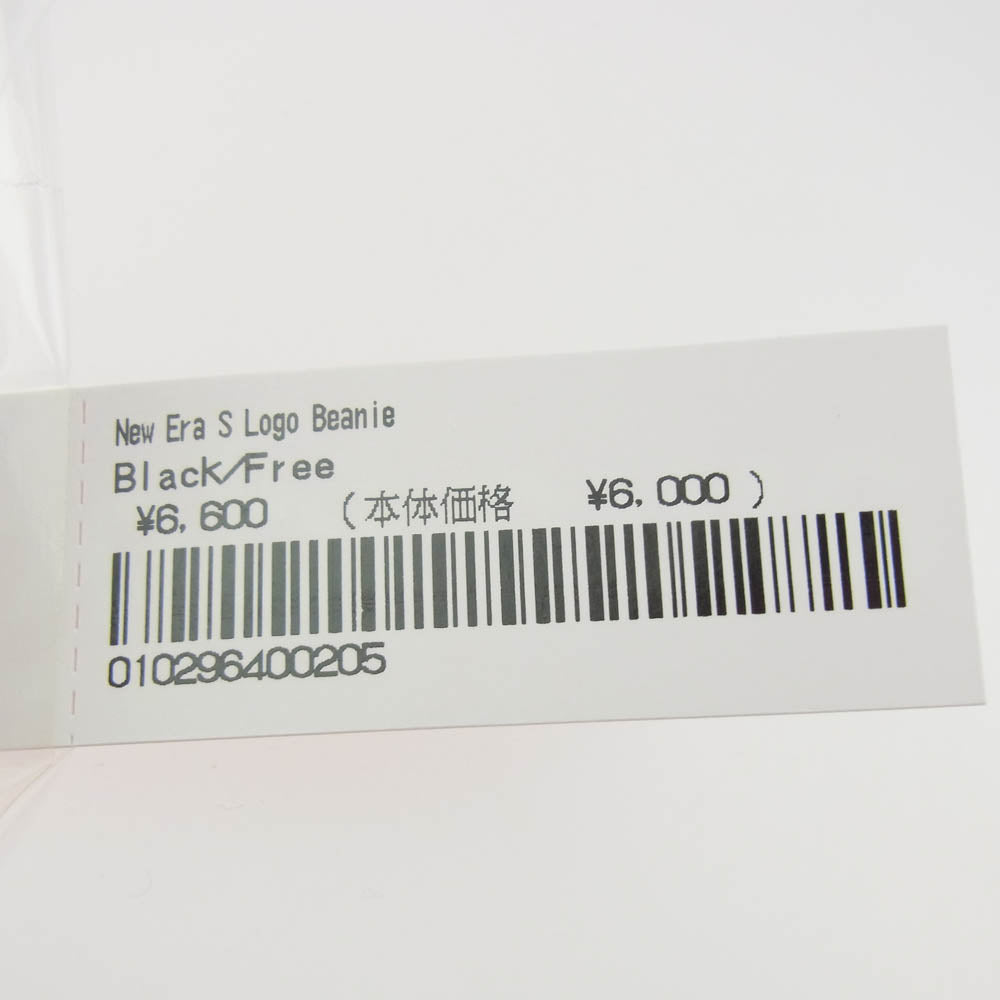 New Era S Logo Beanie
Black/Free
¥6,600 (本体価格 ¥6,000)
010296400205